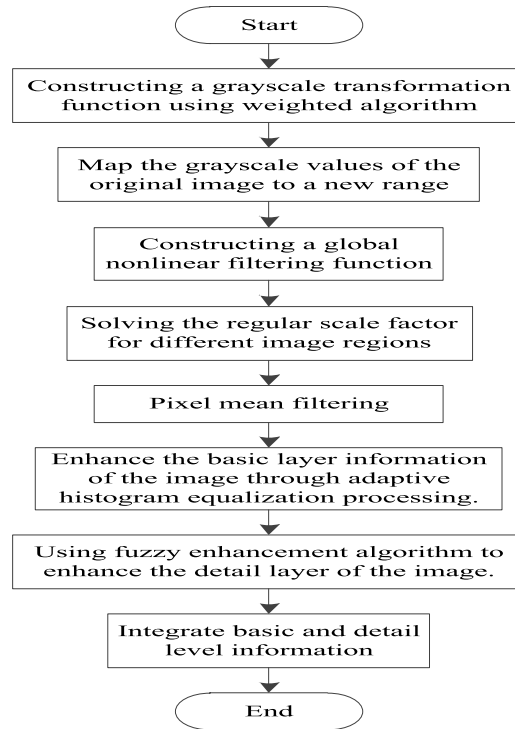 Start
Constructing a grayscale transformation
function using weighted algorithm
Map the grayscale values of the
original image to a new range
Constructing a global
nonlinear filtering function
Solving the regular scale factor
for different image regions
Pixel mean filtering
Enhance the basic layer information
of the image through adaptive
histogram equalization processing.
Using fuzzy enhancement algorithm to
enhance the detail layer of the image.
Integrate basic and detail
level information
End